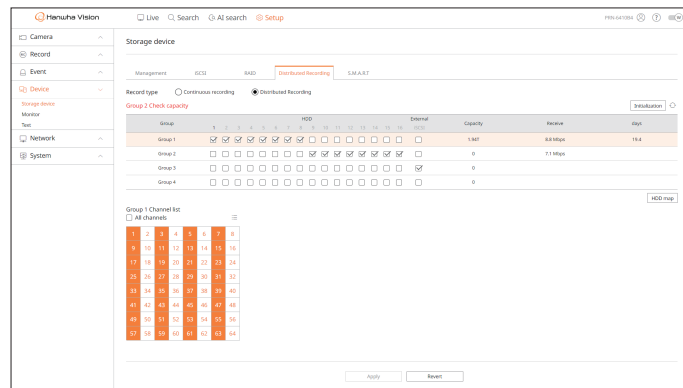 Hanwha Vision
Live Search AI search Setup
PRN-6410B8
Camera
Record
Event
Device
Storage device
Monitor
Text
Network
System
Storage device
Management iSCSI RAID Distributed Recording S.M.A.R.T
Record type Continuous recording Distributed Recording
Group 2 Check capacity
Initialization
Group HDD External Capacity Receive days
1 2 3 4 5 6 7 8 9 10 11 12 13 14 15 16
Group 1 1.94T 8.8 Mbps 19.4
Group 2 0 7.1 Mbps
Group 3 0
Group 4 0
HDD map
Group 1 Channel list
All channels
1 2 3 4 5 6 7 8
9 10 11 12 13 14 15 16
17 18 19 20 21 22 23 24
25 26 27 28 29 30 31 32
33 34 35 36 37 38 39 40
41 42 43 44 45 46 47 48
49 50 51 52 53 54 55 56
57 58 59 60 61 62 63 64
Apply Revert